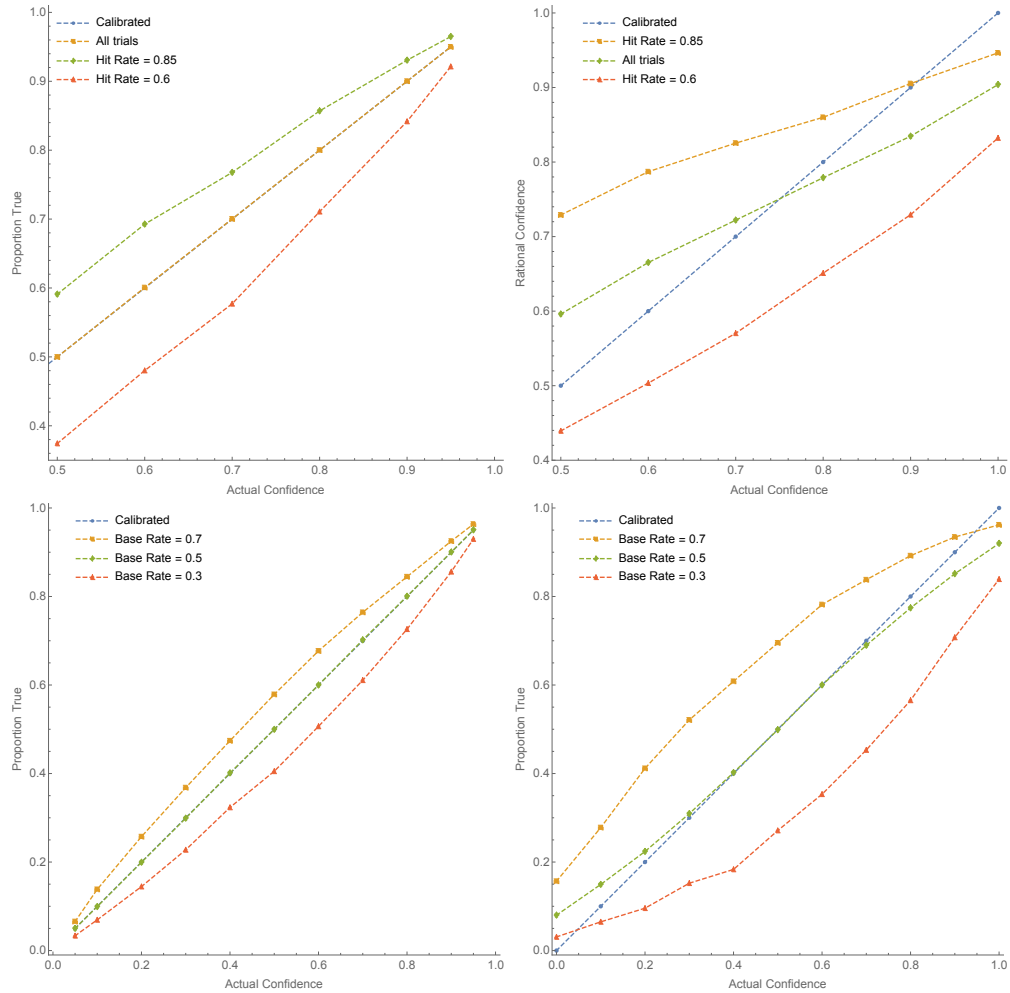 Calibrated
All trials
Hit Rate = 0.85
Hit Rate = 0.6
Proportion True
1.0
0.9
0.8
0.7
0.6
0.5
0.4
0.5 0.6 0.7 0.8 0.9 1.0
Actual Confidence
Calibrated
Hit Rate = 0.85
All trials
Hit Rate = 0.6
Rational Confidence
1.0
0.9
0.8
0.7
0.6
0.5
0.4
0.5 0.6 0.7 0.8 0.9 1.0
Actual Confidence
Calibrated
Base Rate = 0.7
Base Rate = 0.5
Base Rate = 0.3
Proportion True
1.0
0.8
0.6
0.4
0.2
0.0
0.0 0.2 0.4 0.6 0.8 1.0
Actual Confidence
Calibrated
Base Rate = 0.7
Base Rate = 0.5
Base Rate = 0.3
Proportion True
1.0
0.8
0.6
0.4
0.2
0.0
0.0 0.2 0.4 0.6 0.8 1.0
Actual Confidence